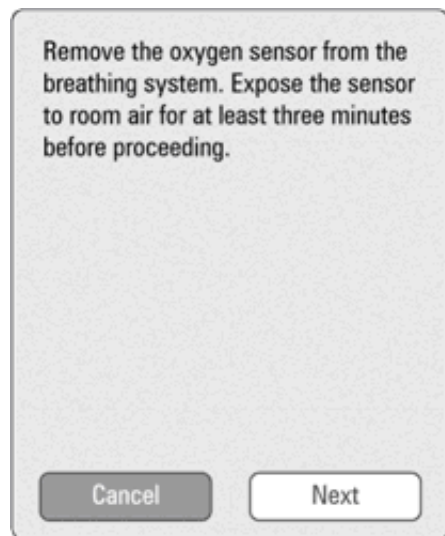 Remove the oxygen sensor from the
breathing system. Expose the sensor
to room air for at least three minutes
before proceeding.
Cancel
Next